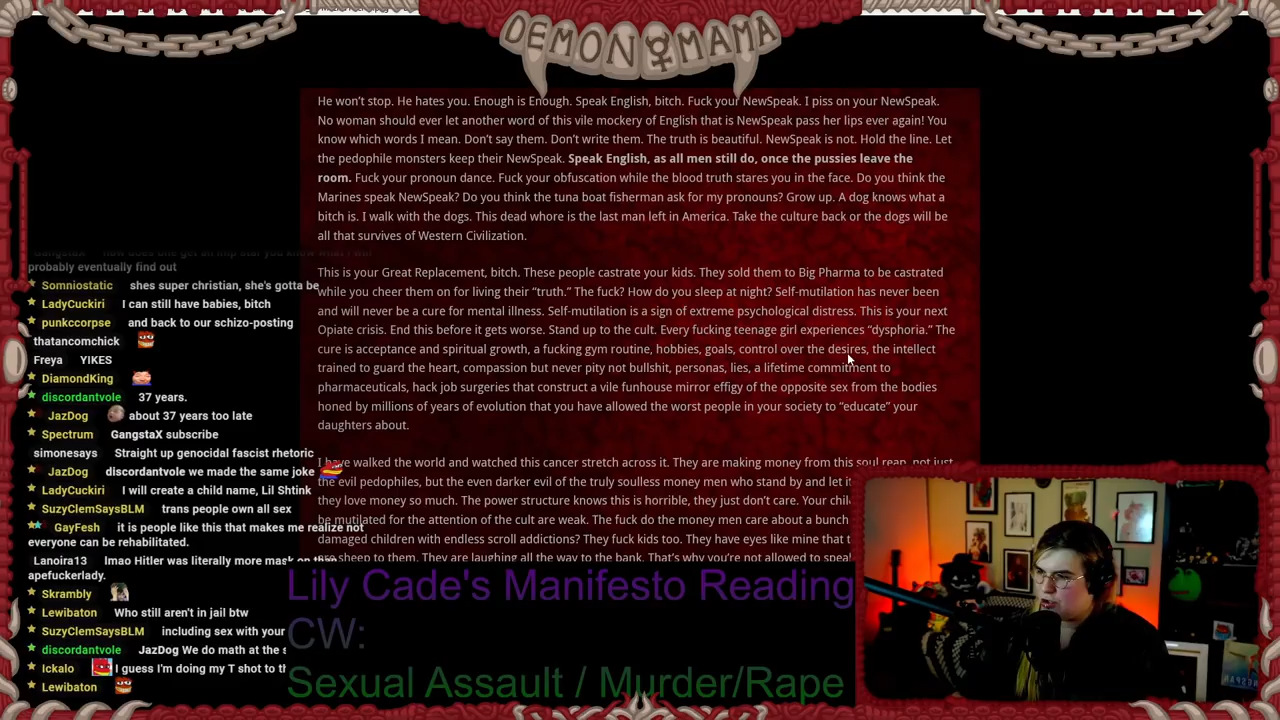 DEMON MAMA
He won't stop. He hates you. Enough is Enough. Speak English, bitch. Fuck your NewSpeak. I piss on your NewSpeak.
No woman should ever let another word of this vile mockery of English that is NewSpeak pass her lips ever again! You
know which words I mean. Don't say them. Don't write them. The truth is beautiful. NewSpeak is not. Hold the line. Let
the pedophile monsters keep their NewSpeak. Speak English, as all men still do, once the pussies leave the
room. Fuck your pronoun dance. Fuck your obfuscation while the blood truth stares you in the face. Do you think the
Marines speak NewSpeak? Do you think the tuna boat fisherman ask for my pronouns? Grow up. A dog knows what a
bitch is. I walk with the dogs. This dead whore is the last man left in America. Take the culture back or the dogs will be
all that survives of Western Civilization.
This is your Great Replacement, bitch. These people castrate your kids. They sold them to Big Pharma to be castrated
while you cheer them on for living their “truth.” The fuck? How do you sleep at night? Self-mutilation has never been
and will never be a cure for mental illness. Self-mutilation is a sign of extreme psychological distress. This is your next
Opiate crisis. End this before it gets worse. Stand up to the cult. Every fucking teenage girl experiences “dysphoria.” The
cure is acceptance and spiritual growth, a fucking gym routine, hobbies, goals, control over the desires, the intellect
trained to guard the heart, compassion but never pity not bullshit, personas, lies, a lifetime commitment to
pharmaceuticals, hack job surgeries that construct a vile funhouse mirror effigy of the opposite sex from the bodies
honed by millions of years of evolution that you have allowed the worst people in your society to “educate” your
daughters about.
I have walked the world and watched this cancer stretch across it. They are making money from this soul reap, not just
the evil pedophiles, but the even darker evil of the truly soulless money men who stand by and let i
they love money so much. The power structure knows this is horrible, they just don't care. Your chil
be mutilated for the attention of the cult are weak. The fuck do the money men care about a bunch
damaged children with endless scroll addictions? They fuck kids too. They have eyes like mine that t
are sheep to them. They are laughing all the way to the bank. That's why you're not allowed to speal
probably eventually find out
Somniostatic shes super christian, she's gotta be
LadyCuckiri I can still have babies, bitch
punkccorpse and back to our schizo-posting
thatancomchick
Freya YIKES
DiamondKing
discordantvole 37 years.
JazDog about 37 years too late
Spectrum GangstaX subscribe
simonesays Straight up genocidal fascist rhetoric
JazDog discordantvole we made the same joke
LadyCuckiri I will create a child name, Lil Shtink
SuzyClemSaysBLM trans people own all sex
GayFesh it is people like this that makes me realize not
everyone can be rehabilitated.
Lanoira13 lmao Hitler was literally more mask on than
apefuckerlady.
Skrambly
Lewibaton Who still aren't in jail btw
SuzyClemSaysBLM including sex with your
discordantvole JazDog We do math at the s
Ickalo I guess I'm doing my T shot to th
Lewibaton
Lily Cade's Manifesto Reading
CW:
Sexual Assault / Murder/Rape